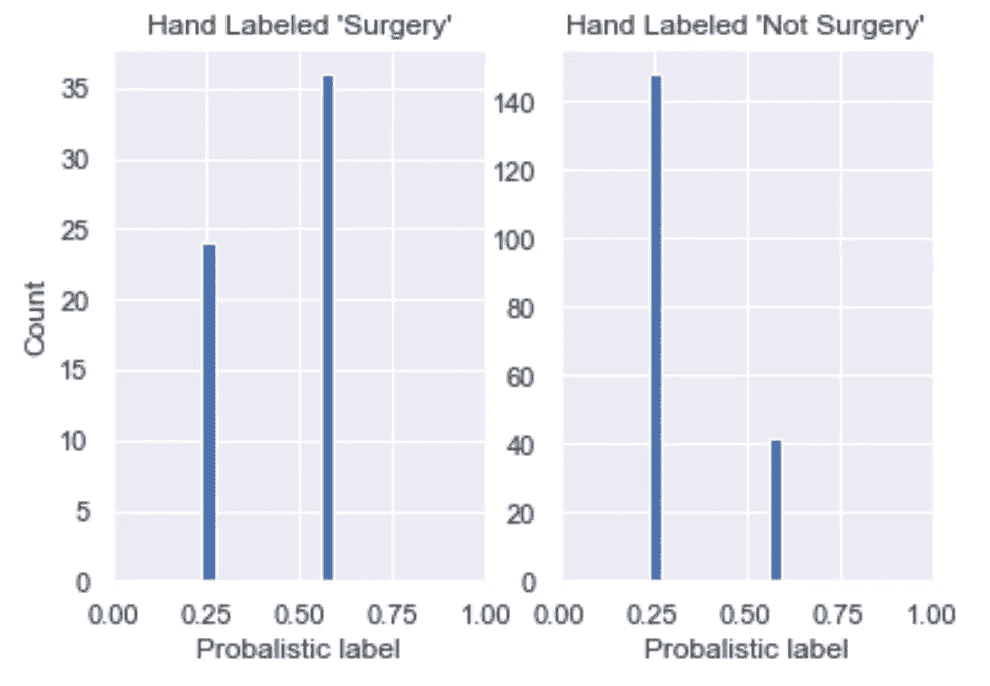 Hand Labeled 'Surgery'
Count
35
30
25
20
15
10
5
0
0.00 0.25 0.50 0.75 1.00
Probalistic label
Hand Labeled 'Not Surgery'
140
120
100
80
60
40
20
0
0.00 0.25 0.50 0.75 1.00
Probalistic label